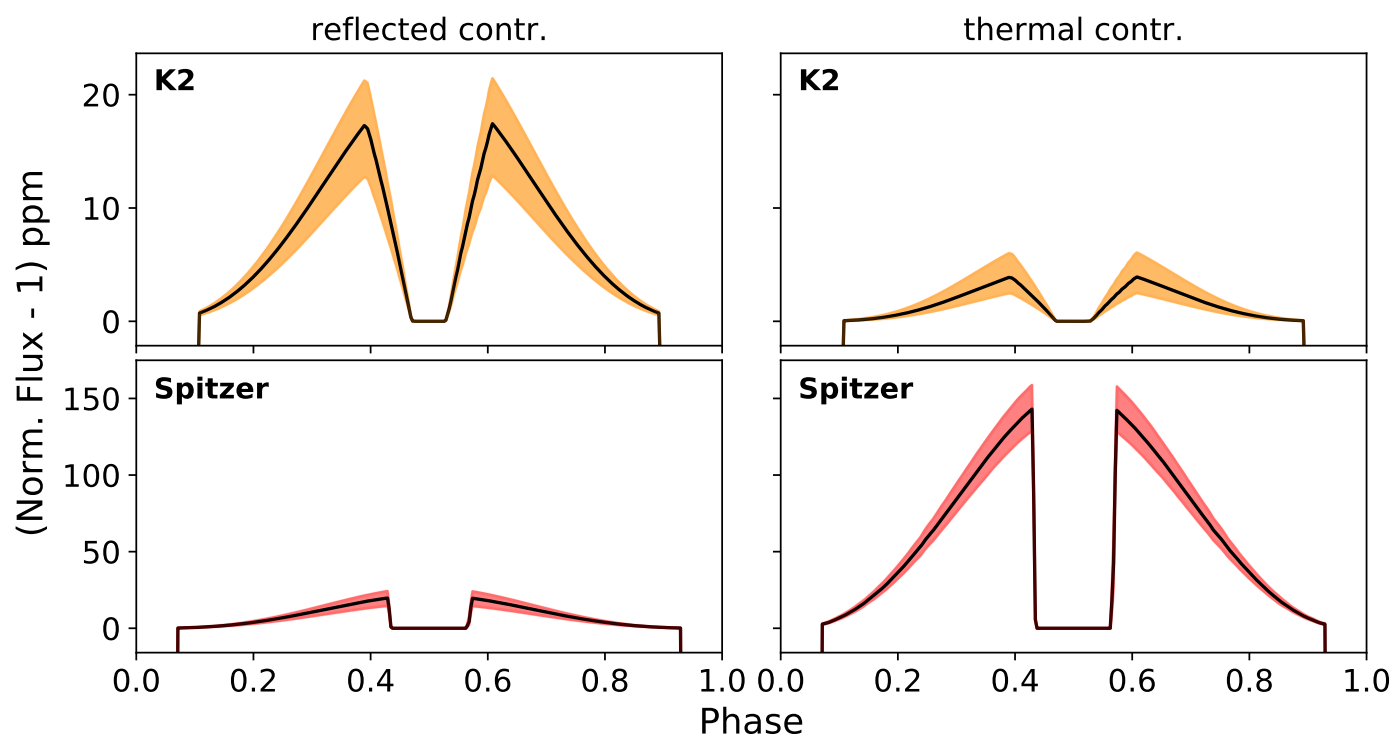 reflected contr.
thermal contr.
K2
K2
20
10
0
(Norm. Flux - 1) ppm
Spitzer
Spitzer
150
100
50
0
0.0 0.2 0.4 0.6 0.8 1.0 0.0 0.2 0.4 0.6 0.8 1.0
Phase